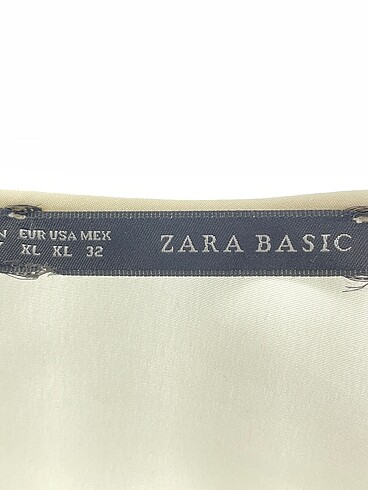 EUR USA MEX
XL XL 32
ZARA BASIC